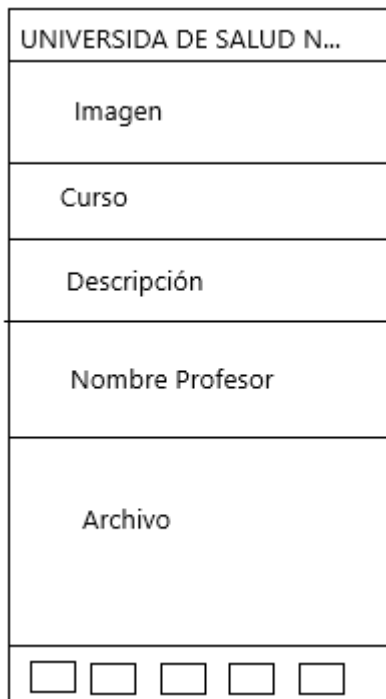 UNIVERSIDA DE SALUD N...
Imagen
Curso
Descripción
Nombre Profesor
Archivo